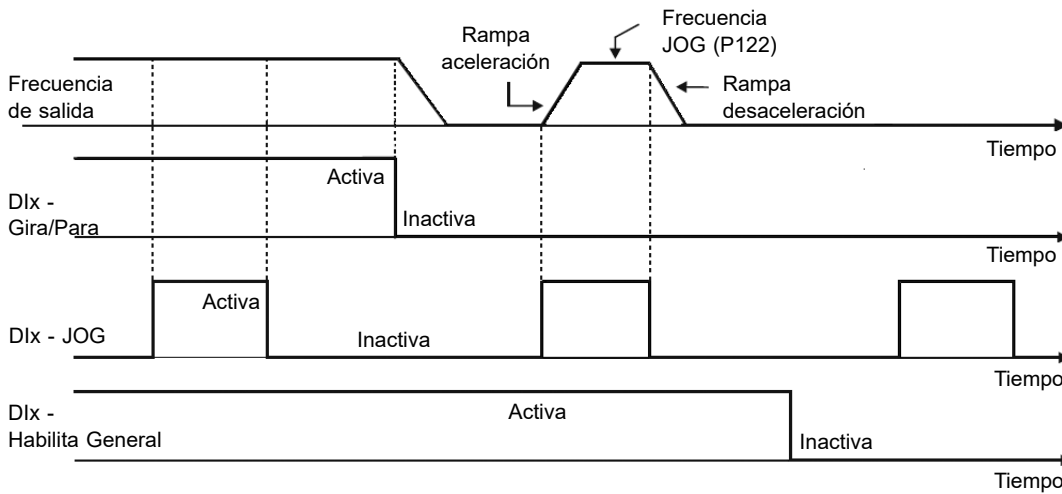 Frecuencia
JOG (P122)
Rampa
aceleración
Frecuencia
de salida
Rampa
desaceleración
Tiempo
DIx -
Gira/Para
Activa
Inactiva
Tiempo
DIx - JOG
Activa
Inactiva
Tiempo
DIx -
Habilita General
Activa
Inactiva
Tiempo